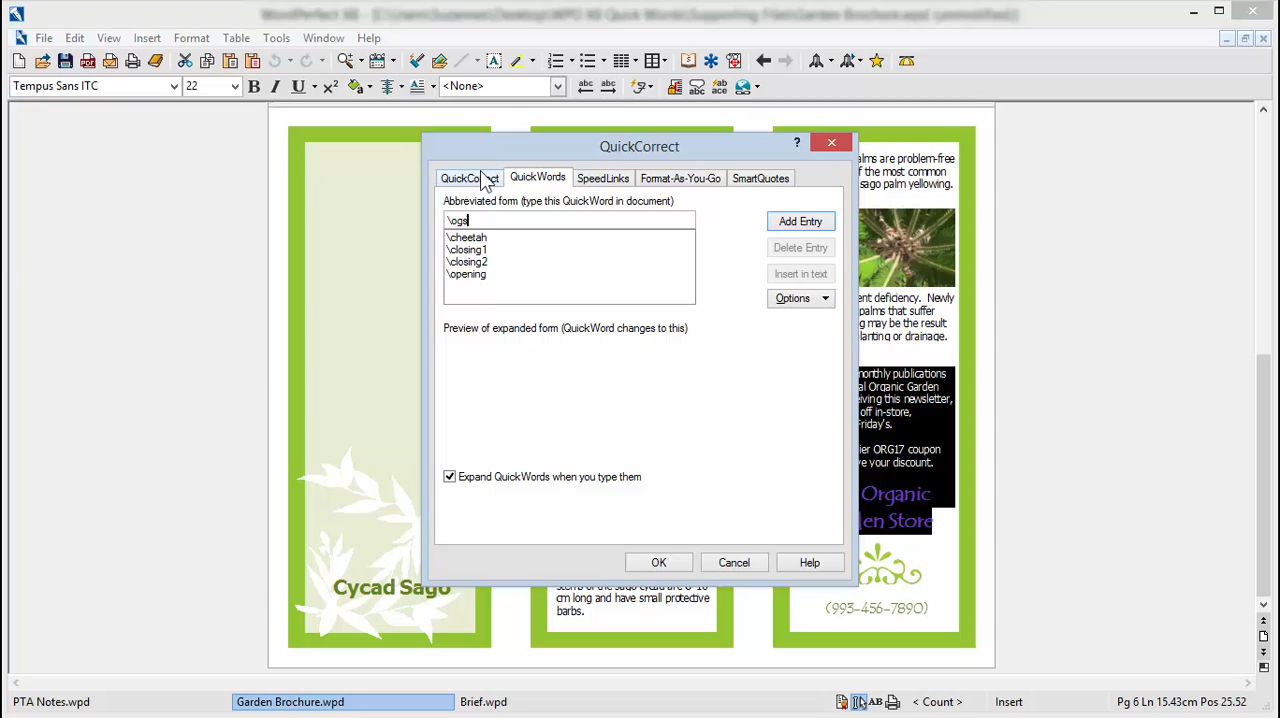 File Edit View Insert Format Table Tools Window Help
Tempus Sans ITC 22 <None>
QuickCorrect
QuickWords SpeedLinks Format-As-You-Go SmartQuotes
Abbreviated form (type this QuickWord in document)
\ogs
Add Entry
\cheetah
\closing1
\closing2
\opening
Delete Entry
Insert in text
Options
Preview of expanded form (QuickWord changes to this)
Expand QuickWords when you type them
OK Cancel Help
Cycad Sago
cm long and have small protective
barbs.
alms are problem-free
of the most common
sago palm yellowing.
ent deficiency. Newly
palms that suffer
g may be the result
lanting or drainage.
monthly publications
al Organic Garden
eiving this newsletter,
off in-store,
Friday's.
ier ORG17 coupon
ve your discount.
Organic
en Store
(993-456-7890)
PTA Notes.wpd Garden Brochure.wpd Brief.wpd
AB < Count > Insert Pg 6 Ln 15.43cm Pos 25.52